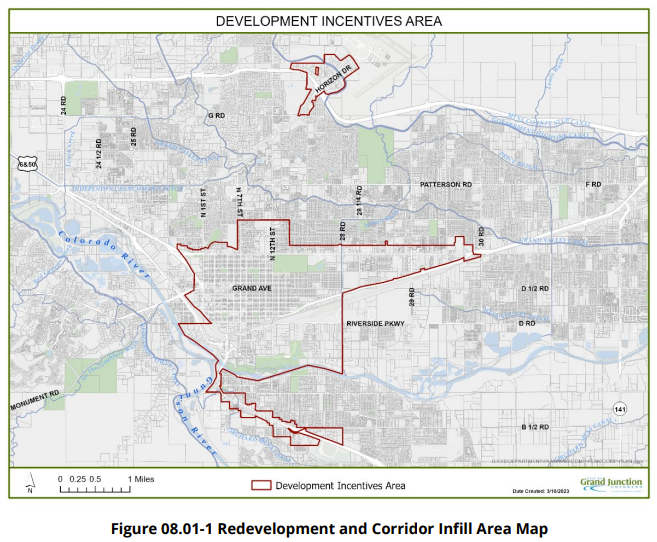 DEVELOPMENT INCENTIVES AREA
HORIZON DR
24 RD
G RD
25 RD
24 1/2 RD
6&50
PATTERSON RD
F RD
N 1ST ST
N 7TH ST
28 1/4 RD
N 12TH ST
28 RD
30 RD
Colorado River
GRAND AVE
29 RD
D 1/2 RD
RIVERSIDE PKWY
D RD
MONUMENT RD
Gunnison River
141
B 1/2 RD
N
0 0.25 0.5 1 Miles
Development Incentives Area
Date Created: 3/10/2023
Grand Junction
COLORADO
Figure 08.01-1 Redevelopment and Corridor Infill Area Map